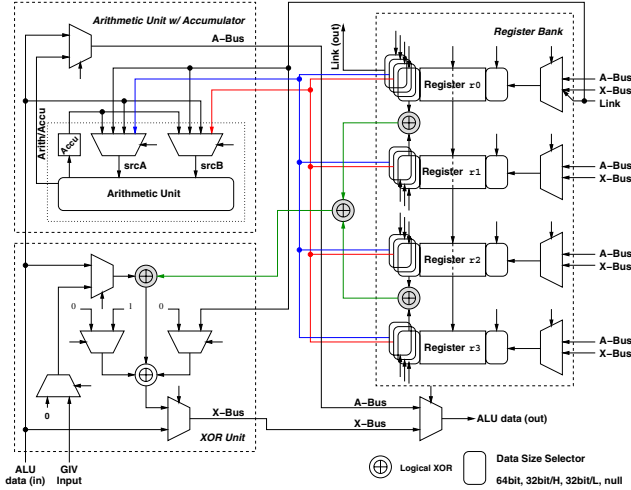 Arithmetic Unit w/ Accumulator
A-Bus
Link (out)
Register Bank
Register r0
A-Bus
X-Bus
Link
Arith/Accu
Accu
srcA
srcB
Arithmetic Unit
Register r1
A-Bus
X-Bus
Register r2
A-Bus
X-Bus
0
1
0
Register r3
A-Bus
X-Bus
0
X-Bus
XOR Unit
A-Bus
X-Bus
ALU data (out)
ALU
data (in)
GIV
Input
Logical XOR
Data Size Selector
64bit, 32bit/H, 32bit/L, null